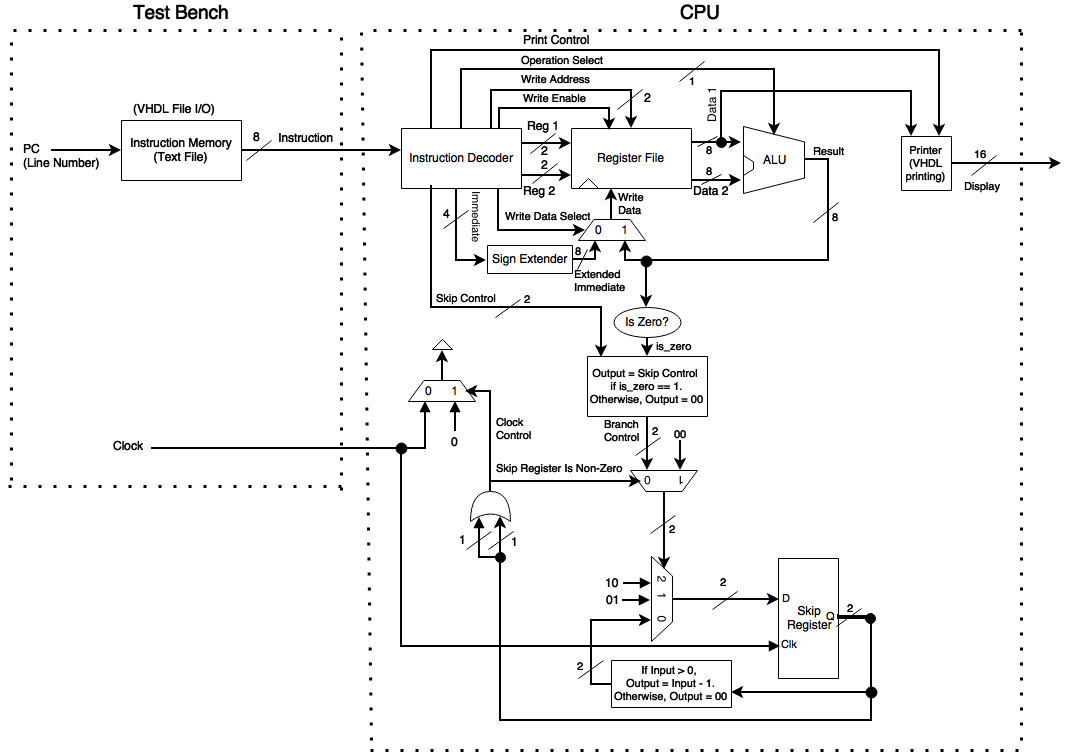 Test Bench
CPU
Print Control
Operation Select
1
Write Address
2
Write Enable
Data 1
(VHDL File I/O)
PC
(Line Number)
Instruction Memory
(Text File)
8
Instruction
Instruction Decoder
Reg 1
2
2
Reg 2
Register File
8
8
Data 2
ALU
Result
8
Printer
(VHDL
printing)
16
Display
4
Immediate
Write Data Select
Write
Data
0
1
Sign Extender
8
Extended
Immediate
Skip Control
2
Is Zero?
is_zero
Output = Skip Control
if is_zero == 1.
Otherwise, Output = 00
0
1
0
Clock
Clock
Control
Branch
Control
2
00
Skip Register Is Non-Zero
0
1
2
1
1
10
01
2
1
0
2
D
Skip
Register
Q
Clk
2
2
If Input > 0,
Output = Input - 1.
Otherwise, Output = 00